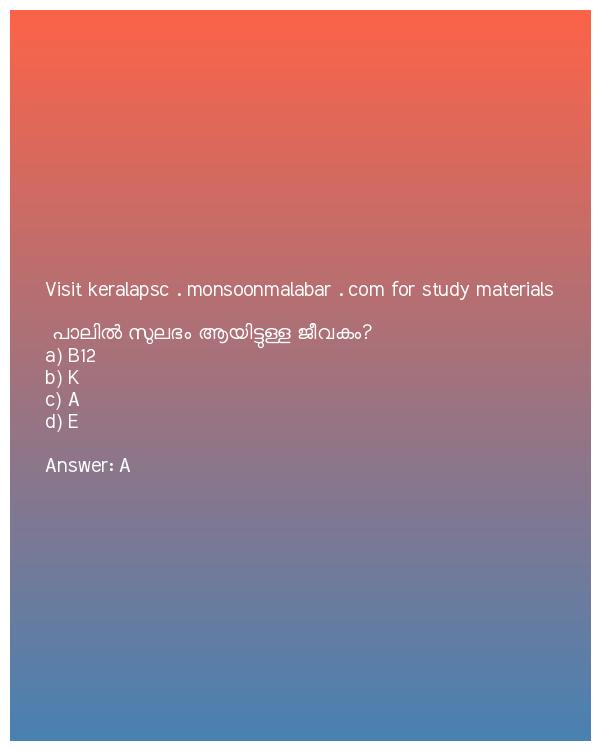 Visit keralapsc . monsoonmalabar . com for study materials
പാലിൽ സുലഭം ആയിട്ടുള്ള ജീവകം?
a) B12
b) K
c) A
d) E
Answer: A